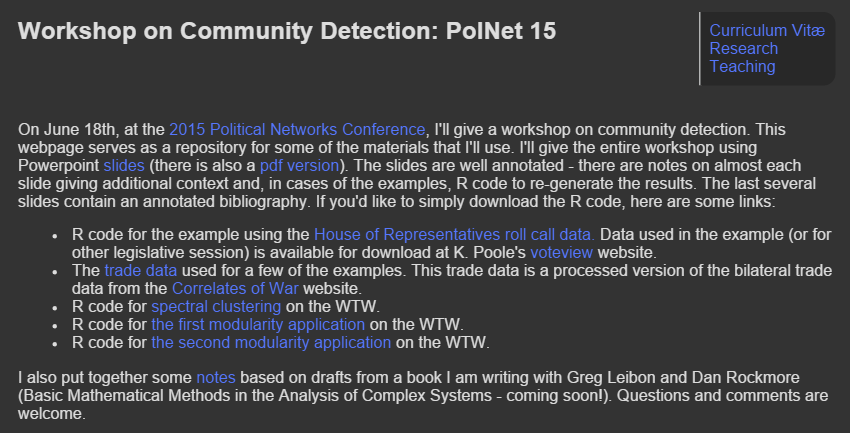 Workshop on Community Detection: PolNet 15
Curriculum Vitæ
Research
Teaching
On June 18th, at the 2015 Political Networks Conference, I'll give a workshop on community detection. This
webpage serves as a repository for some of the materials that I'll use. I'll give the entire workshop using
Powerpoint slides (there is also a pdf version). The slides are well annotated - there are notes on almost each
slide giving additional context and, in cases of the examples, R code to re-generate the results. The last several
slides contain an annotated bibliography. If you'd like to simply download the R code, here are some links:
• R code for the example using the House of Representatives roll call data. Data used in the example (or for
other legislative session) is available for download at K. Poole's voteview website.
• The trade data used for a few of the examples. This trade data is a processed version of the bilateral trade
data from the Correlates of War website.
• R code for spectral clustering on the WTW.
• R code for the first modularity application on the WTW.
• R code for the second modularity application on the WTW.
I also put together some notes based on drafts from a book I am writing with Greg Leibon and Dan Rockmore
(Basic Mathematical Methods in the Analysis of Complex Systems - coming soon!). Questions and comments are
welcome.